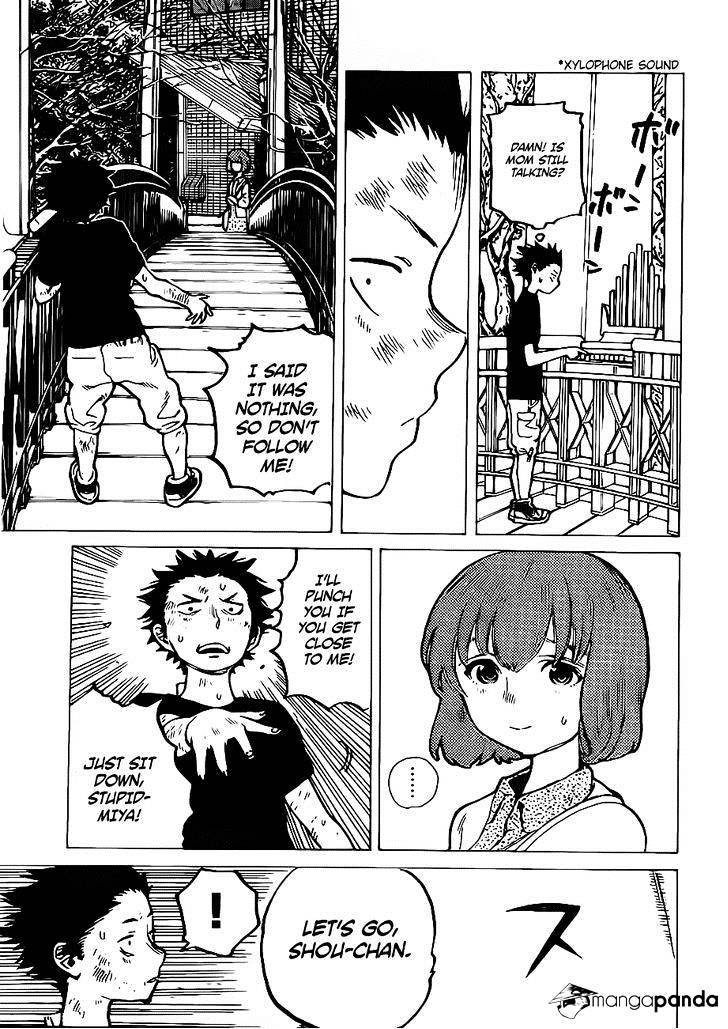 *XYLOPHONE SOUND
DAMN! IS
MOM STILL
TALKING?
ボーン
ボーン
I SAID
IT WAS
NOTHING,
SO DON'T
FOLLOW
ME!
.....
I'LL
PUNCH
YOU IF
YOU GET
CLOSE
TO ME!
JUST SIT
DOWN,
STUPID-
MIYA!
ス
LET'S GO,
SHOU-CHAN.
!
mangapanda